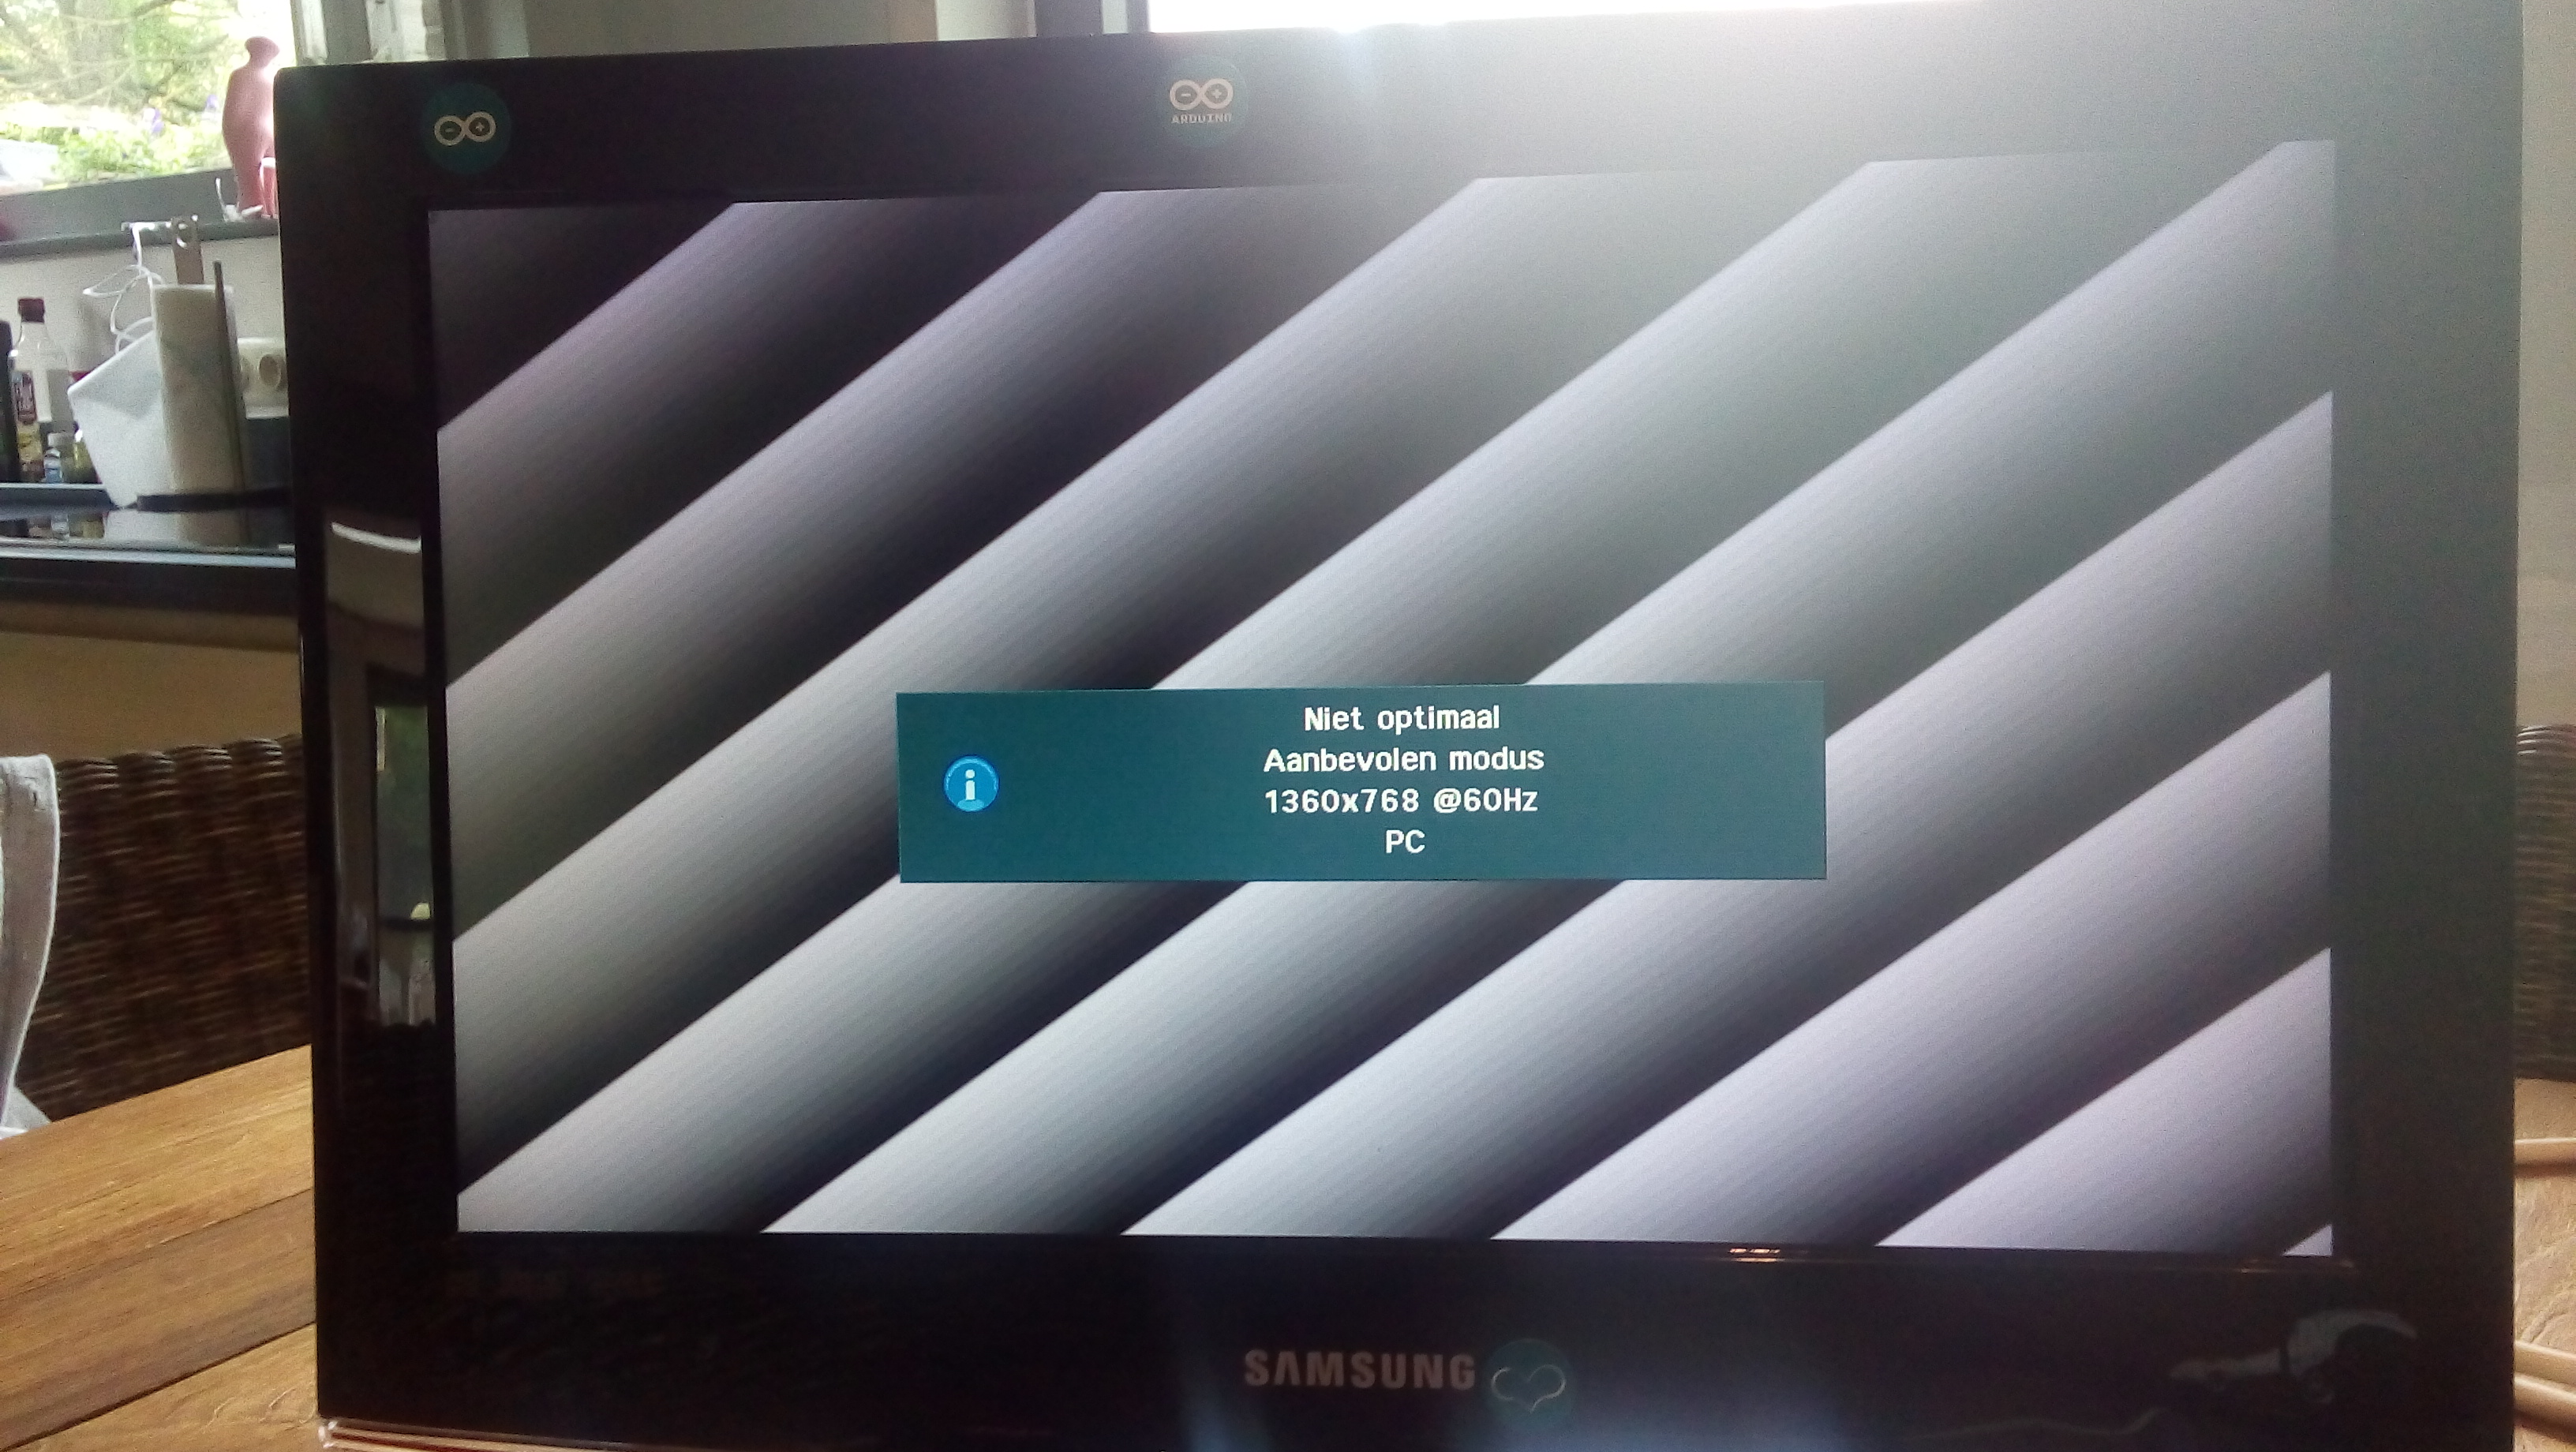 ARDUINO
Niet optimaal
Aanbevolen modus
1360x768 @60Hz
PC
SAMSUNG